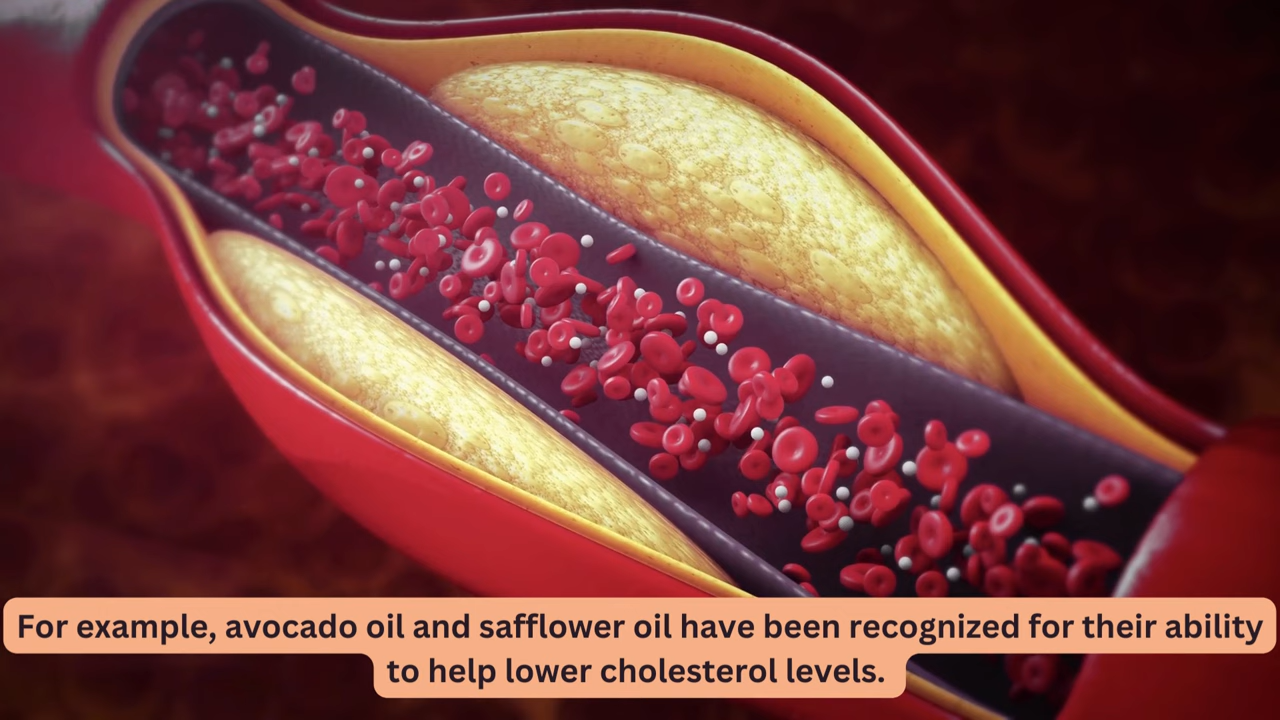 For example, avocado oil and safflower oil have been recognized for their ability
to help lower cholesterol levels.